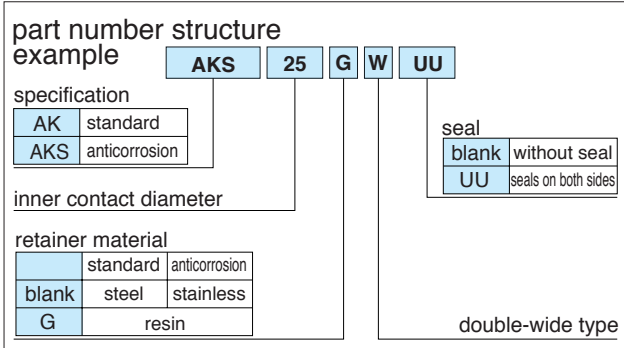 part number structure
example
AKS 25 G W UU
specification
AK standard
AKS anticorrosion
seal
blank without seal
UU seals on both sides
inner contact diameter
retainer material
standard anticorrosion
blank steel stainless
G resin
double-wide type